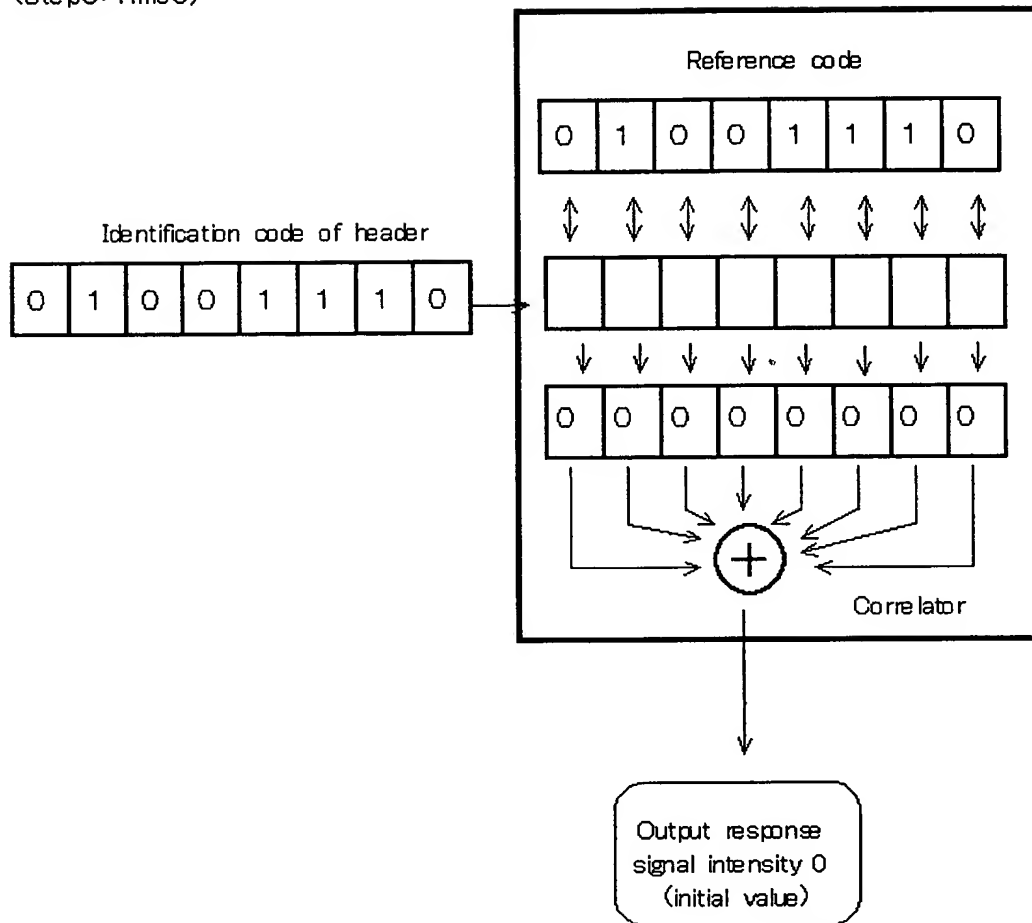 Reference code
0 1 0 0 1 1 1 0
Identification code of header
0 1 0 0 1 1 1 0
0 0 0 0 0 0 0 0
Correlator
Output response
signal intensity 0
(initial value)